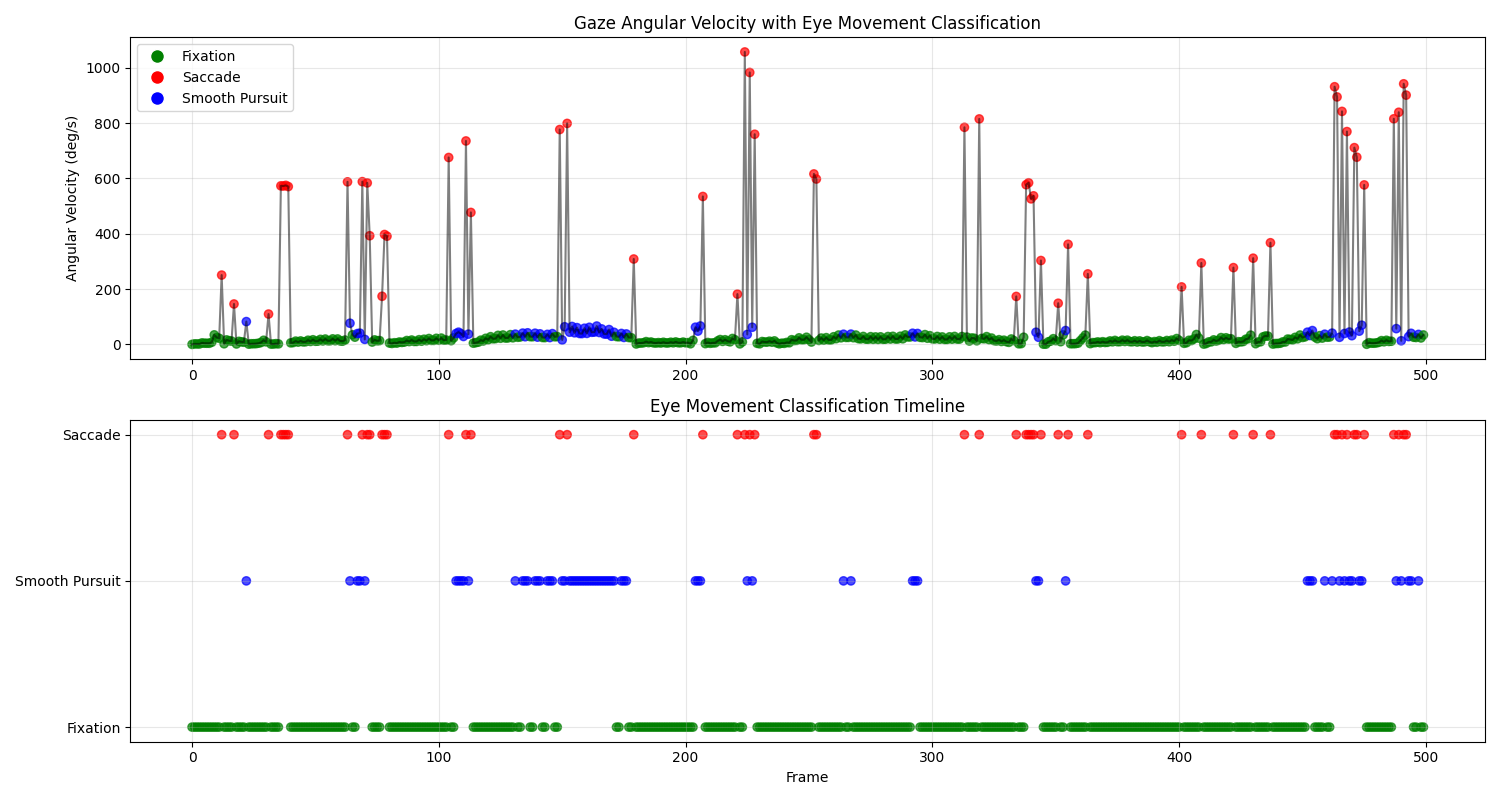 Gaze Angular Velocity with Eye Movement Classification
Fixation
Saccade
Smooth Pursuit
Angular Velocity (deg/s)
1000
800
600
400
200
0
0 100 200 300 400 500
Eye Movement Classification Timeline
Saccade
Smooth Pursuit
Fixation
0 100 200 300 400 500
Frame